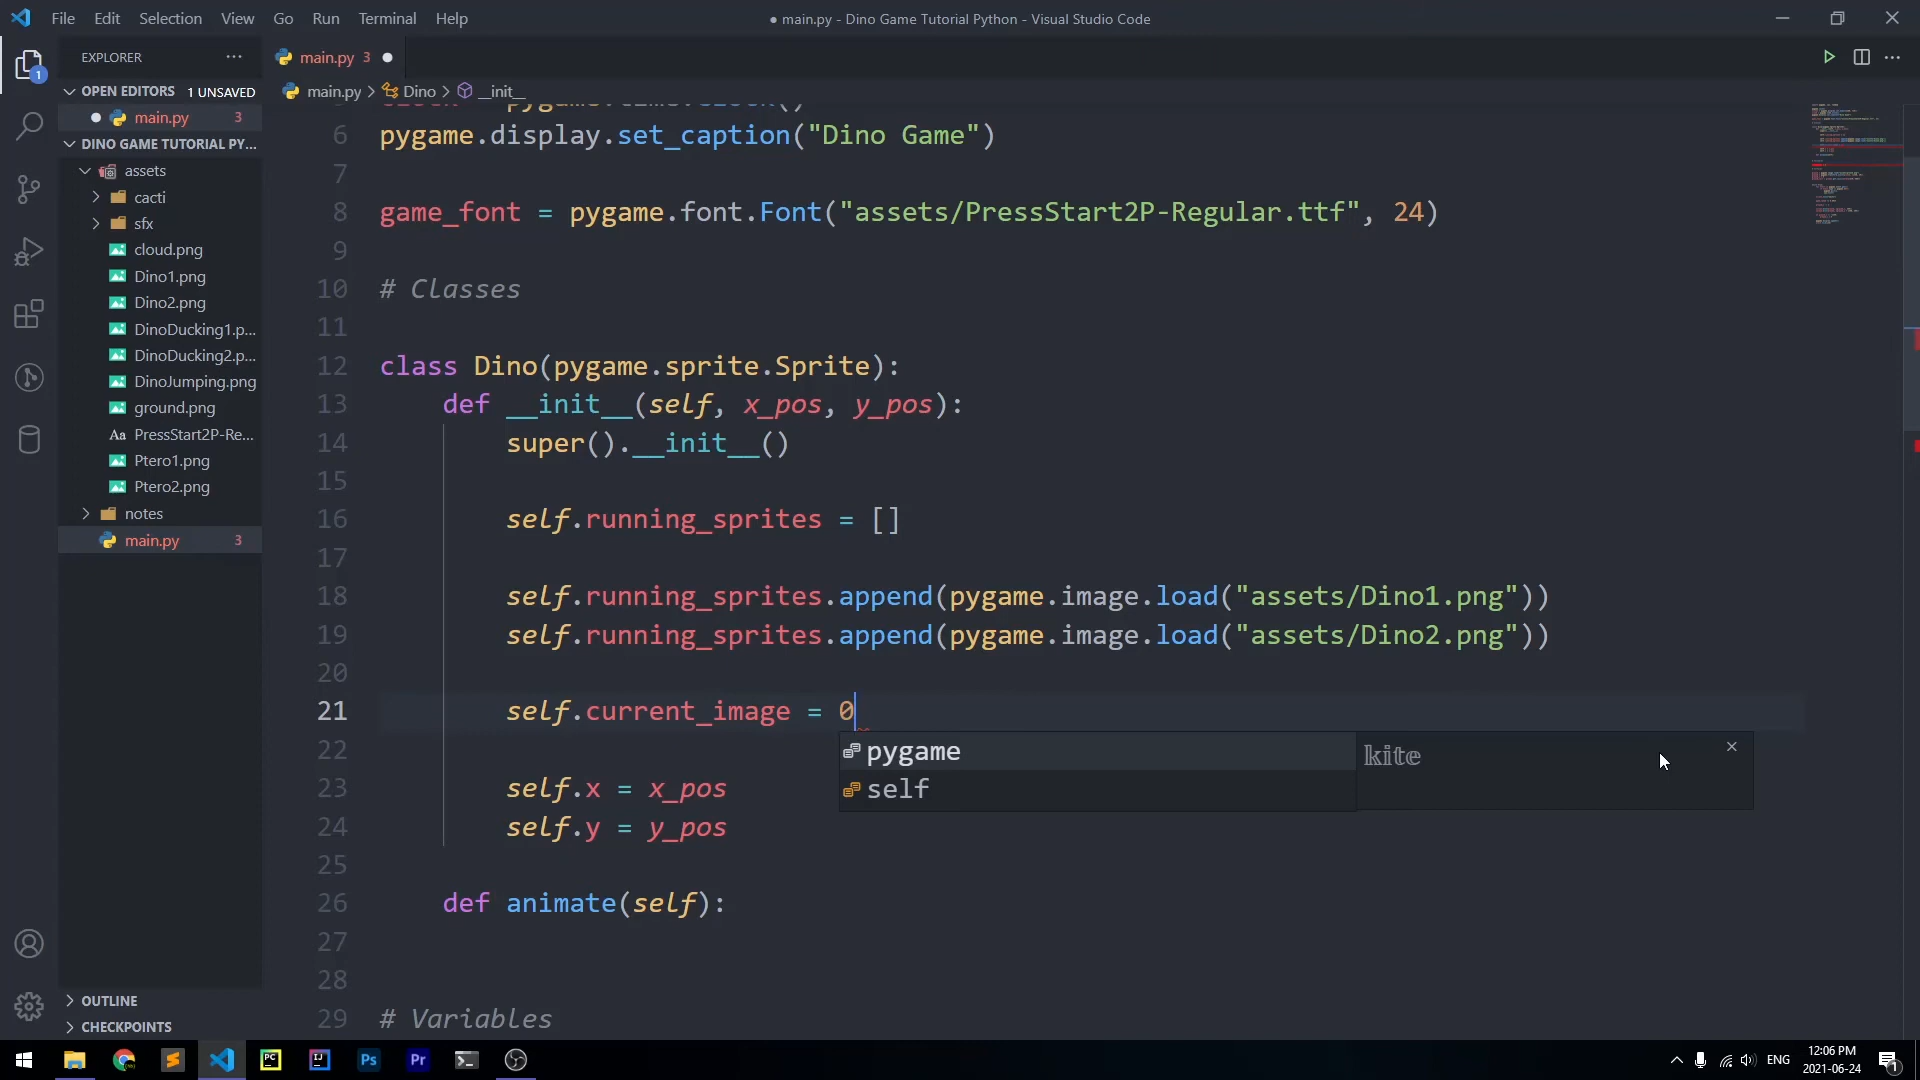 File Edit Selection View Go Run Terminal Help
● main.py - Dino Game Tutorial Python - Visual Studio Code
EXPLORER
main.py 3
1
OPEN EDITORS 1 UNSAVED
main.py > Dino > __init__
main.py 3
DINO GAME TUTORIAL PY...
assets
cacti
sfx
cloud.png
Dino1.png
Dino2.png
DinoDucking1.p...
DinoDucking2.p...
DinoJumping.png
ground.png
Aa PressStart2P-Re...
Ptero1.png
Ptero2.png
notes
main.py 3
OUTLINE
CHECKPOINTS
6 pygame.display.set_caption("Dino Game")
7
8 game_font = pygame.font.Font("assets/PressStart2P-Regular.ttf", 24)
9
10 # Classes
11
12 class Dino(pygame.sprite.Sprite):
13 def __init__(self, x_pos, y_pos):
14 super().__init__()
15
16 self.running_sprites = []
17
18 self.running_sprites.append(pygame.image.load("assets/Dino1.png"))
19 self.running_sprites.append(pygame.image.load("assets/Dino2.png"))
20
21 self.current_image = 0
pygame
kite
self
22
23 self.x = x_pos
24 self.y = y_pos
25
26 def animate(self):
27
28
29 # Variables
PC
IJ
Ps
Pr
ENG
12:06 PM
2021-06-24
1